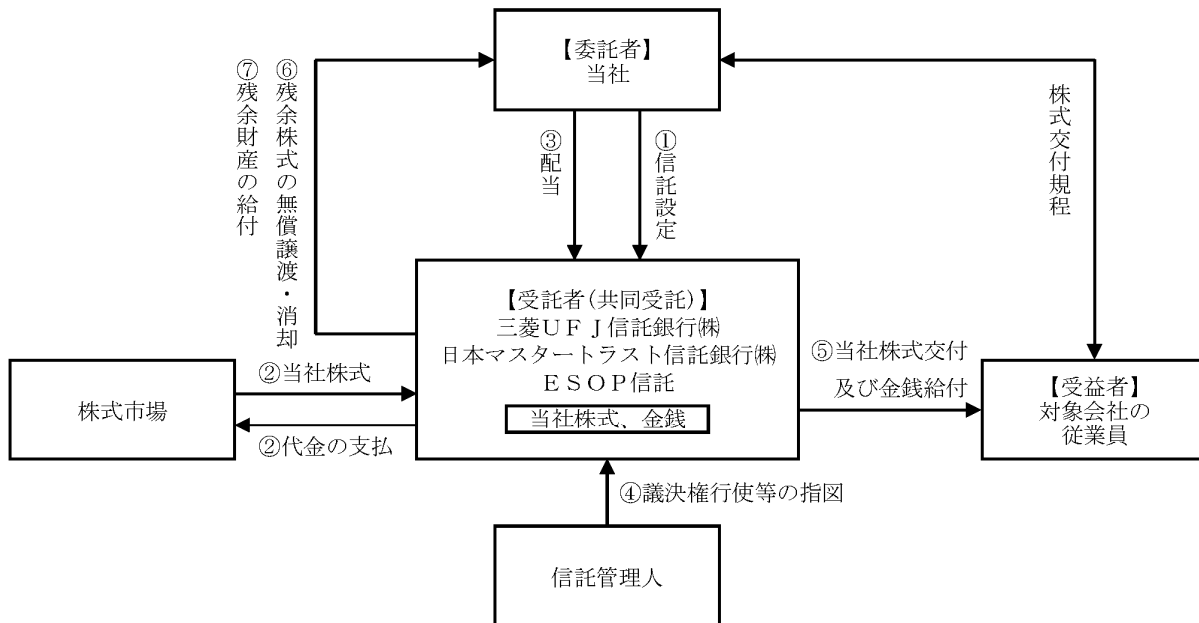 【委託者】
当社
⑦残余財産の給付
⑥残余株式の無償譲渡・消却
③配当
①信託設定
株式交付規程
【受託者(共同受託)】
三菱UFJ信託銀行㈱
日本マスタートラスト信託銀行㈱
ESOP信託
当社株式、金銭
株式市場
②当社株式
②代金の支払
⑤当社株式交付
及び金銭給付
【受益者】
対象会社の
従業員
④議決権行使等の指図
信託管理人